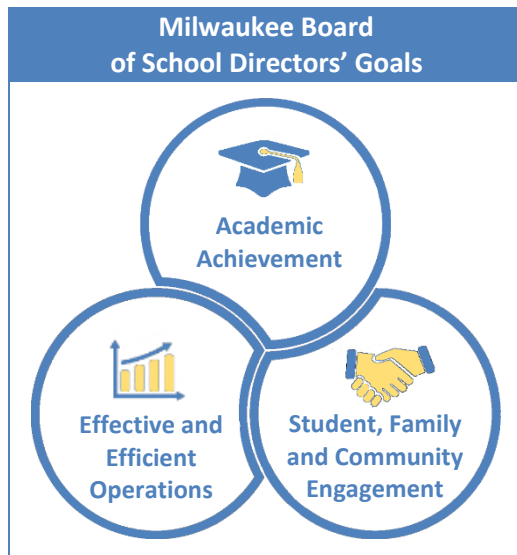 Milwaukee Board
of School Directors’ Goals
Academic
Achievement
Effective and
Efficient
Operations
Student, Family
and Community
Engagement